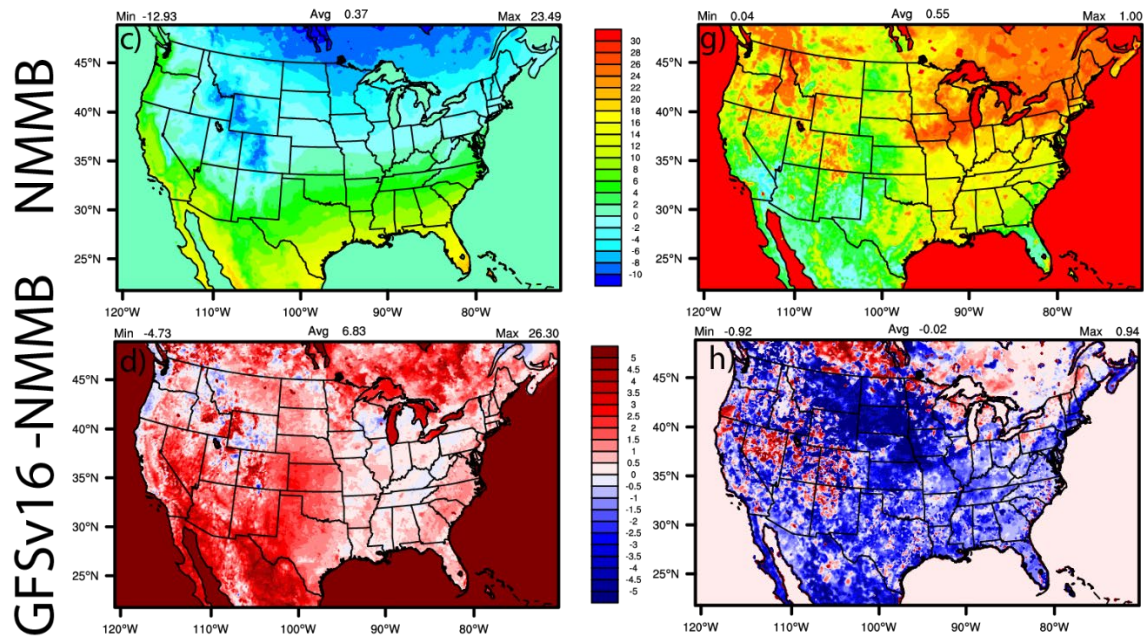 NMMB
GFSv16 -NMMB
Min -12.93 Avg 0.37 Max 23.49
c)
45°N
40°N
35°N
30°N
25°N
120°W 110°W 100°W 90°W 80°W
32
30
28
26
24
22
20
18
16
14
12
10
8
6
4
2
0
-2
-4
-6
-8
-10
Min 0.04 Avg 0.55 Max 1.00
g)
45°N
40°N
35°N
30°N
25°N
120°W 110°W 100°W 90°W 80°W
Min -4.73 Avg 6.83 Max 26.30
d)
45°N
40°N
35°N
30°N
25°N
120°W 110°W 100°W 90°W 80°W
5
4.5
4
3.5
3
2.5
2
1.5
1
0.5
0
-0.5
-1
-1.5
-2
-2.5
-3
-3.5
-4
-4.5
-5
Min -0.92 Avg -0.02 Max 0.94
h)
45°N
40°N
35°N
30°N
25°N
120°W 110°W 100°W 90°W 80°W